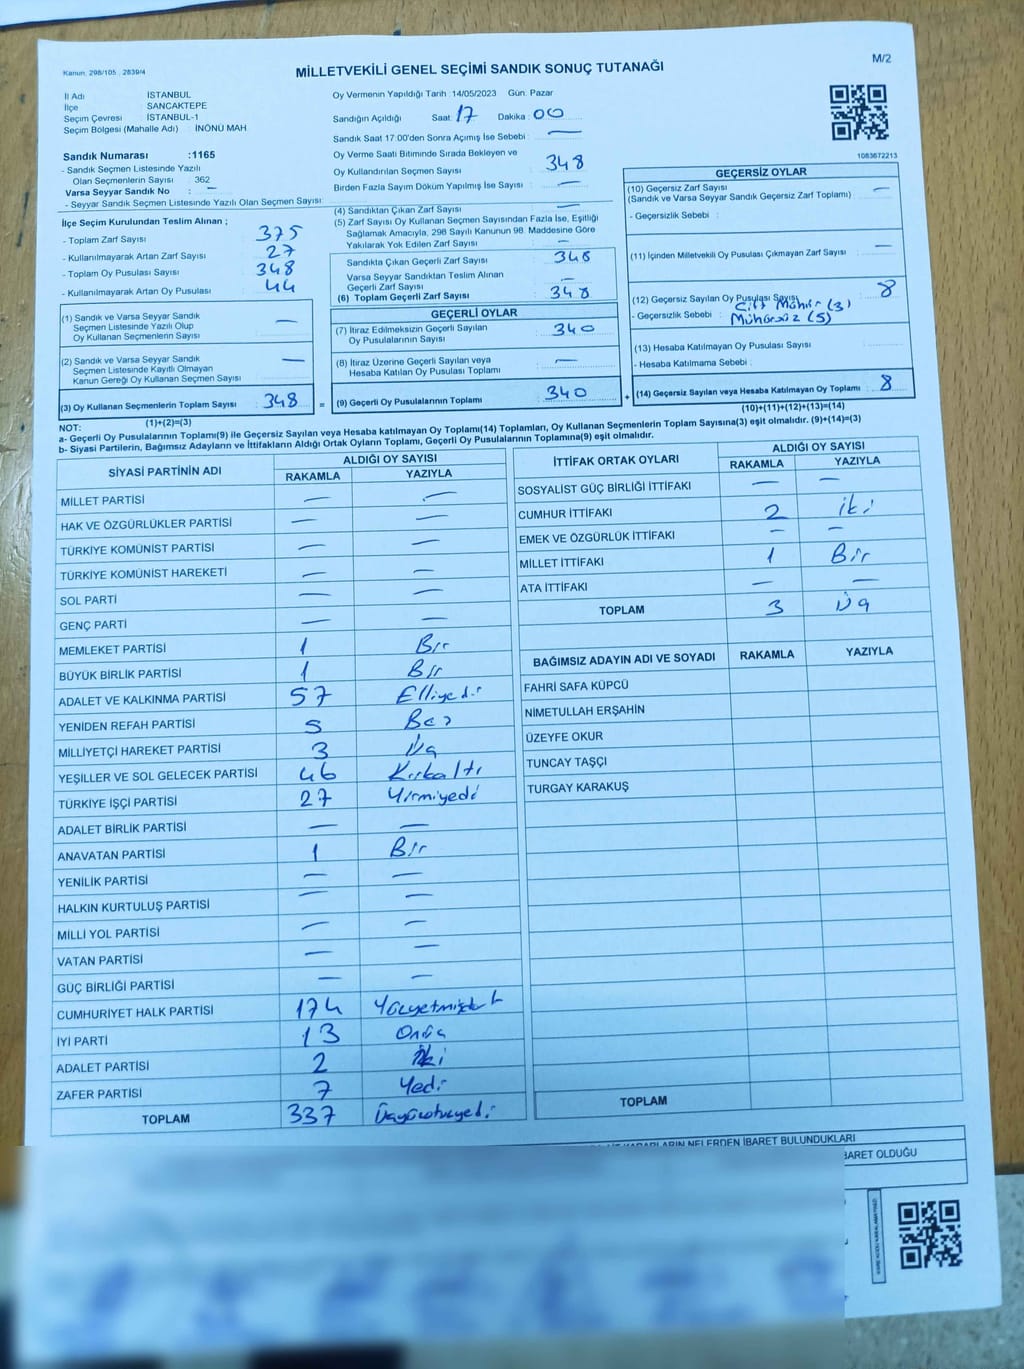 Kanun, 298/105 , 2839/4
MİLLETVEKİLİ GENEL SEÇİMİ SANDIK SONUÇ TUTANAĞI
M/2
İl Adı İSTANBUL
İlçe : SANCAKTEPE
Seçim Çevresi : İSTANBUL-1
Seçim Bölgesi (Mahalle Adı) : İNÖNÜ MAH
Sandık Numarası :1165
- Sandık Seçmen Listesinde Yazılı
Olan Seçmenlerin Sayısı : 362
Varsa Seyyar Sandık No : —
- Seyyar Sandık Seçmen Listesinde Yazılı Olan Seçmen Sayısı:
Oy Vermenin Yapıldığı Tarih :14/05/2023 Gün: Pazar
Sandığın Açıldığı Saat :17 Dakika : 00
Sandık Saat 17:00'den Sonra Açımış İse Sebebi : —
Oy Verme Saati Bitiminde Sırada Bekleyen ve
Oy Kullandırılan Seçmen Sayısı : 348
Birden Fazla Sayım Döküm Yapılmış İse Sayısı : —
1083672213
İlçe Seçim Kurulundan Teslim Alınan ;
- Toplam Zarf Sayısı : 375
- Kullanılmayarak Artan Zarf Sayısı : 27
- Toplam Oy Pusulası Sayısı : 348
- Kullanılmayarak Artan Oy Pusulası : 44
(1) Sandık ve Varsa Seyyar Sandık
Seçmen Listesinde Yazılı Olup
Oy Kullanan Seçmenlerin Sayısı —
(2) Sandık ve Varsa Seyyar Sandık
Seçmen Listesinde Kayıtlı Olmayan
Kanun Gereği Oy Kullanan Seçmen Sayısı —
(3) Oy Kullanan Seçmenlerin Toplam Sayısı : 348 =
(1)+(2)=(3)
(4) Sandıktan Çıkan Zarf Sayısı : —
(5) Zarf Sayısı Oy Kullanan Seçmen Sayısından Fazla İse, Eşitliği
Sağlamak Amacıyla, 298 Sayılı Kanunun 98. Maddesine Göre
Yakılarak Yok Edilen Zarf Sayısı : —
Sandıkta Çıkan Geçerli Zarf Sayısı : 348
Varsa Seyyar Sandıktan Teslim Alınan
Geçerli Zarf Sayısı : —
(6) Toplam Geçerli Zarf Sayısı : 348
GEÇERLİ OYLAR
(7) İtiraz Edilmeksizin Geçerli Sayılan
Oy Pusulalarının Sayısı : 340
(8) İtiraz Üzerine Geçerli Sayılan veya
Hesaba Katılan Oy Pusulası Toplamı : —
(9) Geçerli Oy Pusulalarının Toplamı : 340 +
GEÇERSİZ OYLAR
(10) Geçersiz Zarf Sayısı : —
(Sandık ve Varsa Seyyar Sandık Geçersiz Zarf Toplamı)
- Geçersizlik Sebebi :
(11) İçinden Milletvekili Oy Pusulası Çıkmayan Zarf Sayısı : —
(12) Geçersiz Sayılan Oy Pusulası Sayısı : 8
- Geçersizlik Sebebi : Çift Mühür (3)
Mühürsüz (5)
(13) Hesaba Katılmayan Oy Pusulası Sayısı :
- Hesaba Katılmama Sebebi :
(14) Geçersiz Sayılan veya Hesaba Katılmayan Oy Toplamı : 8
(10)+(11)+(12)+(13)=(14)
NOT:
a- Geçerli Oy Pusulalarının Toplamı(9) ile Geçersiz Sayılan veya Hesaba katılmayan Oy Toplamı(14) Toplamları, Oy Kullanan Seçmenlerin Toplam Sayısına(3) eşit olmalıdır. (9)+(14)=(3)
b- Siyasi Partilerin, Bağımsız Adayların ve İttifakların Aldığı Ortak Oyların Toplamı, Geçerli Oy Pusulalarının Toplamına(9) eşit olmalıdır.
SİYASİ PARTİNİN ADI ALDIĞI OY SAYISI
RAKAMLA YAZIYLA
MİLLET PARTİSİ — —
HAK VE ÖZGÜRLÜKLER PARTİSİ — —
TÜRKİYE KOMÜNİST PARTİSİ — —
TÜRKİYE KOMÜNİST HAREKETİ — —
SOL PARTİ — —
GENÇ PARTİ — —
MEMLEKET PARTİSİ 1 Bir
BÜYÜK BİRLİK PARTİSİ 1 Bir
ADALET VE KALKINMA PARTİSİ 57 Elliyedi
YENİDEN REFAH PARTİSİ 5 Beş
MİLLİYETÇİ HAREKET PARTİSİ 3 Üç
YEŞİLLER VE SOL GELECEK PARTİSİ 46 Kırkaltı
TÜRKİYE İŞÇİ PARTİSİ 27 Yirmiyedi
ADALET BİRLİK PARTİSİ — —
ANAVATAN PARTİSİ 1 Bir
YENİLİK PARTİSİ — —
HALKIN KURTULUŞ PARTİSİ — —
MİLLİ YOL PARTİSİ — —
VATAN PARTİSİ — —
GÜÇ BİRLİĞİ PARTİSİ — —
CUMHURİYET HALK PARTİSİ 174 Yüzyetmişdört
İYİ PARTİ 13 Onüç
ADALET PARTİSİ 2 İki
ZAFER PARTİSİ 7 Yedi
TOPLAM 337 Üçyüzotuzyedi
İTTİFAK ORTAK OYLARI ALDIĞI OY SAYISI
RAKAMLA YAZIYLA
SOSYALİST GÜÇ BİRLİĞİ İTTİFAKI — —
CUMHUR İTTİFAKI 2 iki
EMEK VE ÖZGÜRLÜK İTTİFAKI — —
MİLLET İTTİFAKI 1 Bir
ATA İTTİFAKI — —
TOPLAM 3 Üç
BAĞIMSIZ ADAYIN ADI VE SOYADI RAKAMLA YAZIYLA
FAHRİ SAFA KÜPCÜ
NİMETULLAH ERŞAHİN
ÜZEYFE OKUR
TUNCAY TAŞÇI
TURGAY KARAKUŞ
TOPLAM
KARARLARIN NELERDEN İBARET BULUNDUKLARI
İBARET OLDUĞU